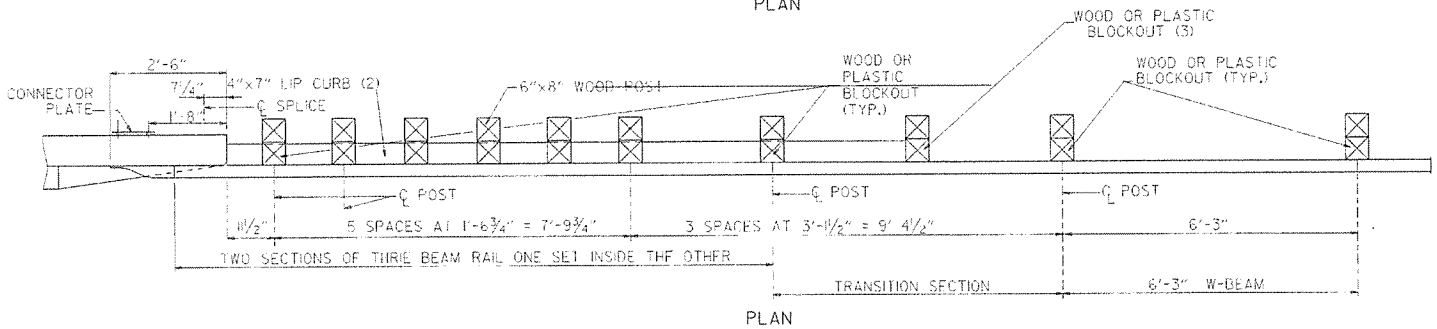 PLAN
WOOD OR PLASTIC
BLOCKOUT (3)
2'-6"
7¼"
4"x7" LIP CURB (2)
CONNECTOR
PLATE
℄ SPLICE
1'-8"
6"x8" WOOD POST
WOOD OR
PLASTIC
BLOCKOUT
(TYP.)
WOOD OR PLASTIC
BLOCKOUT (TYP.)
℄ POST
℄ POST
℄ POST
11½"
5 SPACES AT 1'-6¾" = 7'-9¾"
3 SPACES AT 3'-1½" = 9' 4½"
6'-3"
TWO SECTIONS OF THRIE BEAM RAIL ONE SET INSIDE THE OTHER
TRANSITION SECTION
6'-3" W-BEAM
PLAN